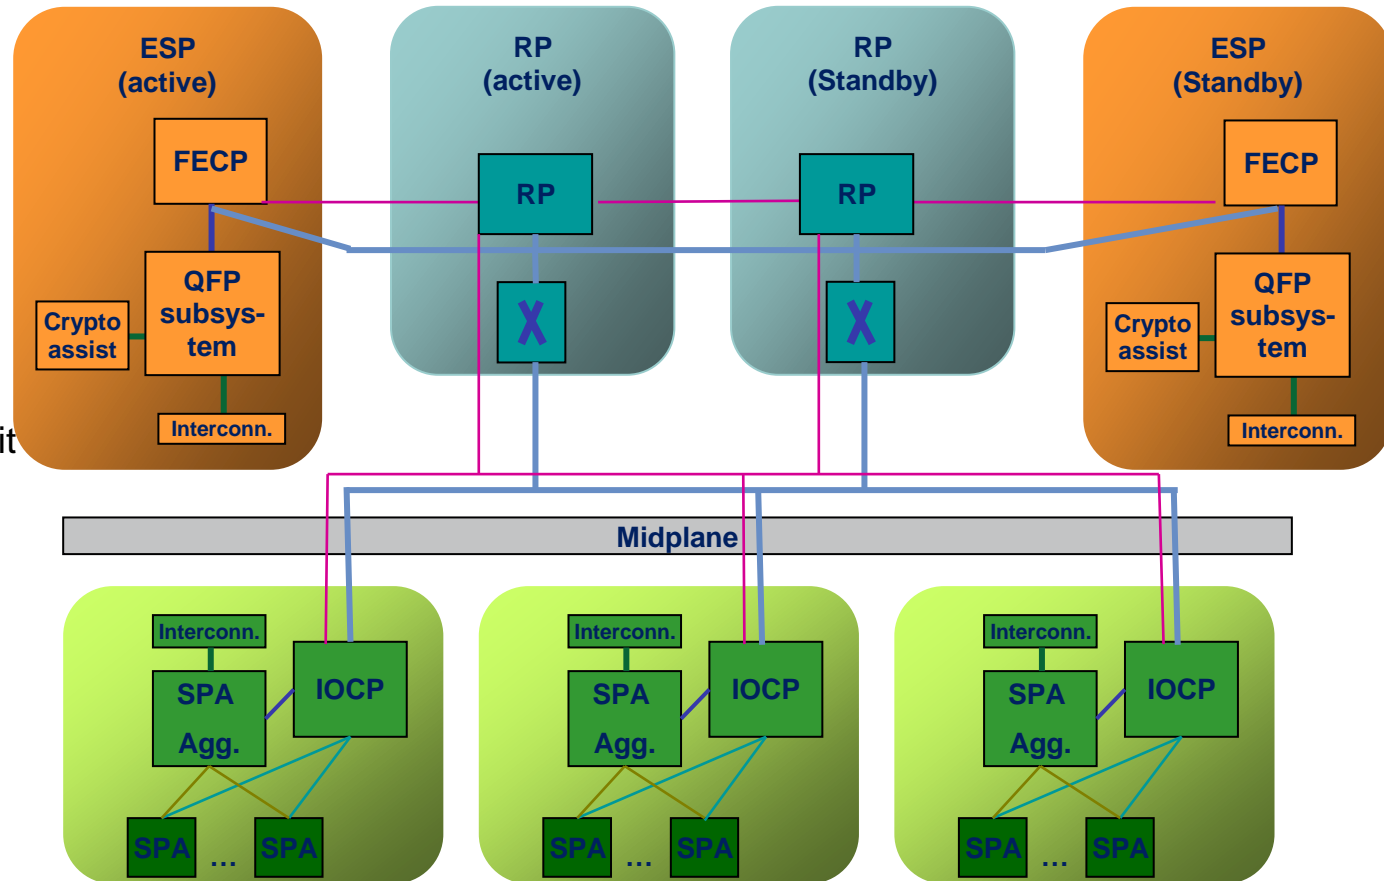 ESP
(active)
RP
(active)
RP
(Standby)
ESP
(Standby)
FECP
RP
RP
FECP
QFP
subsys-
tem
Crypto
assist
Interconn.
QFP
subsys-
tem
Crypto
assist
Interconn.
it
Midplane
Interconn.
SPA
Agg.
IOCP
SPA
...
SPA
Interconn.
SPA
Agg.
IOCP
SPA
...
SPA
Interconn.
SPA
Agg.
IOCP
SPA
...
SPA